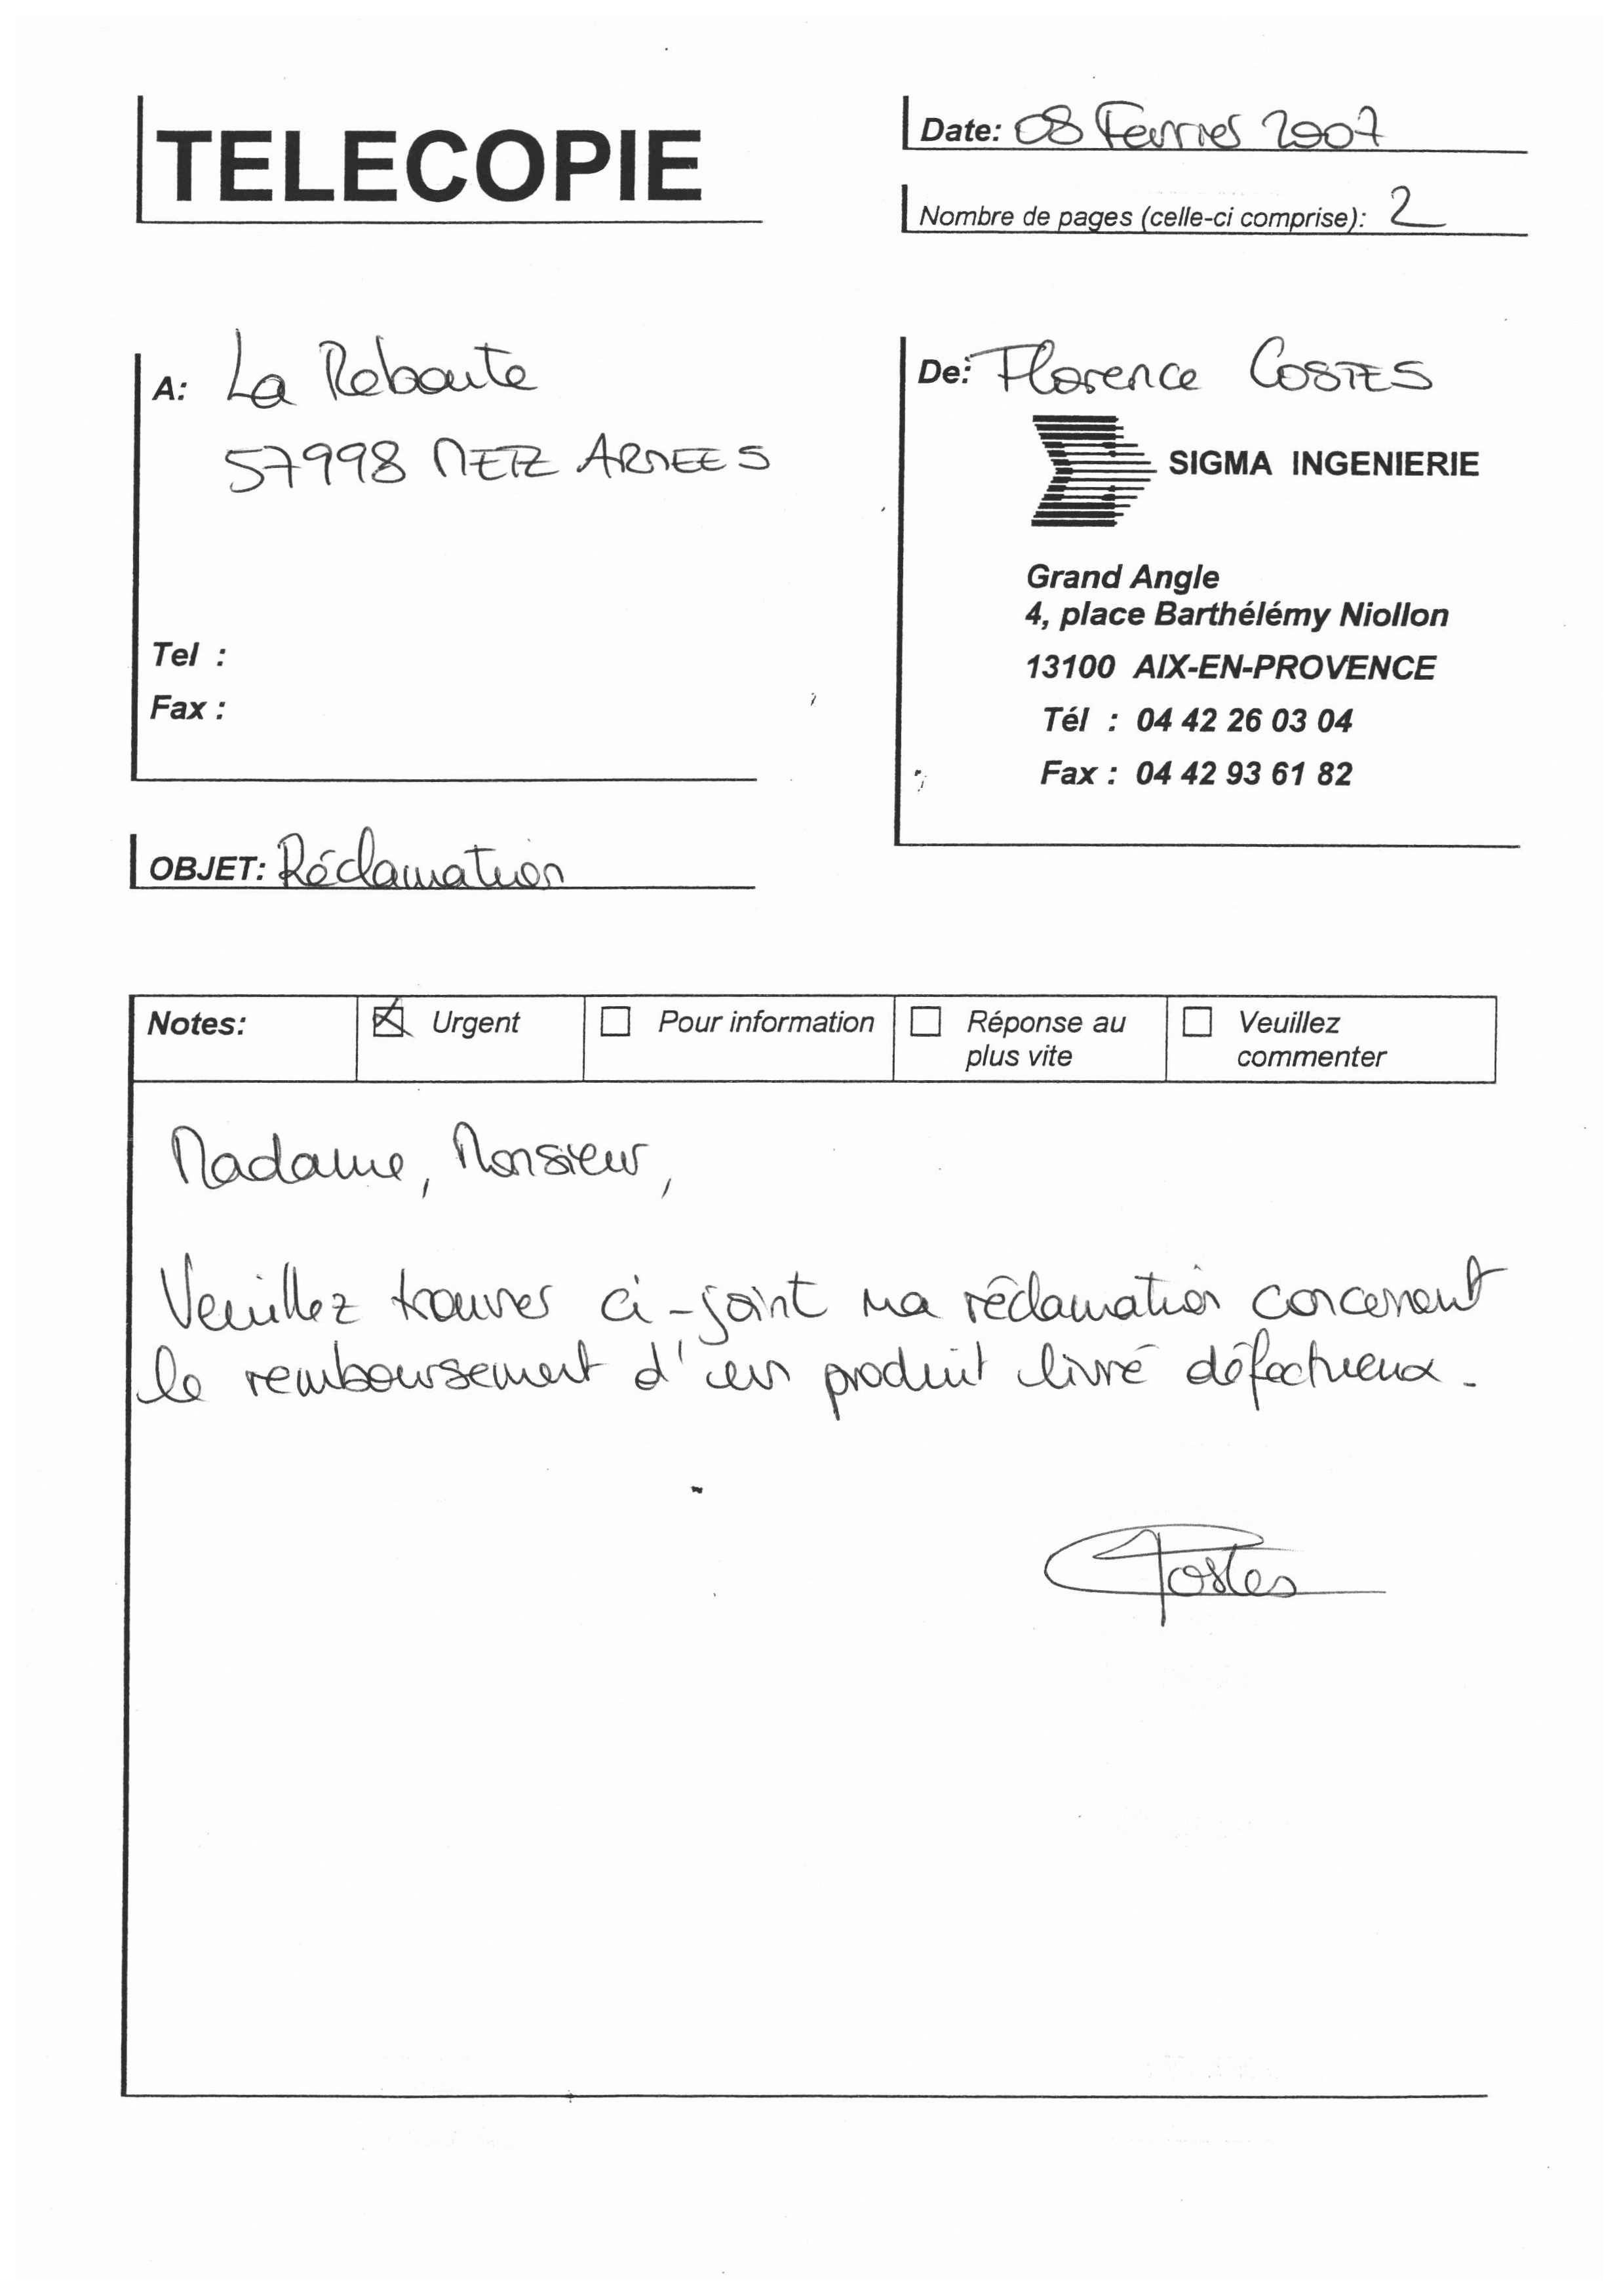 TELECOPIE
Date: 08 Fevrier 2007
Nombre de pages (celle-ci comprise): 2
A: La Reboute
57998 METZ ARMEES
Tel :
Fax :
De: Florence COSTES
SIGMA INGENIERIE
Grand Angle
4, place Barthélémy Niollon
13100 AIX-EN-PROVENCE
Tél : 04 42 26 03 04
Fax : 04 42 93 61 82
OBJET: Réclamation
Notes: Urgent Pour information Réponse au plus vite Veuillez commenter
Madame, Monsieur,
Veuillez trouver ci-joint ma réclamation concernant
le remboursement d'un produit livré défectueux.
Costes